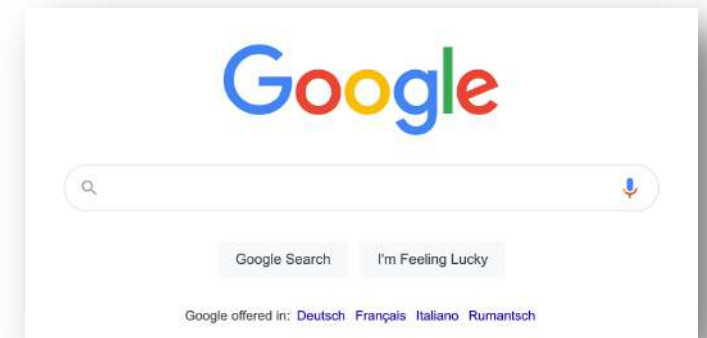 Google
Google Search I'm Feeling Lucky
Google offered in: Deutsch Français Italiano Rumantsch